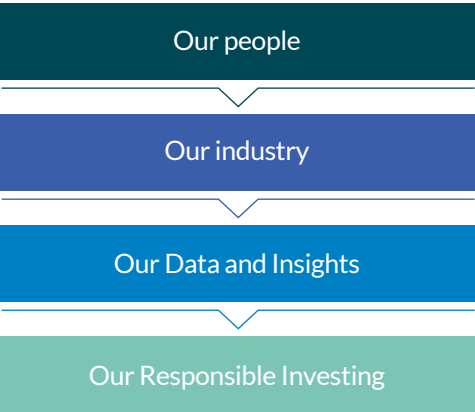 Our people
Our industry
Our Data and Insights
Our Responsible Investing